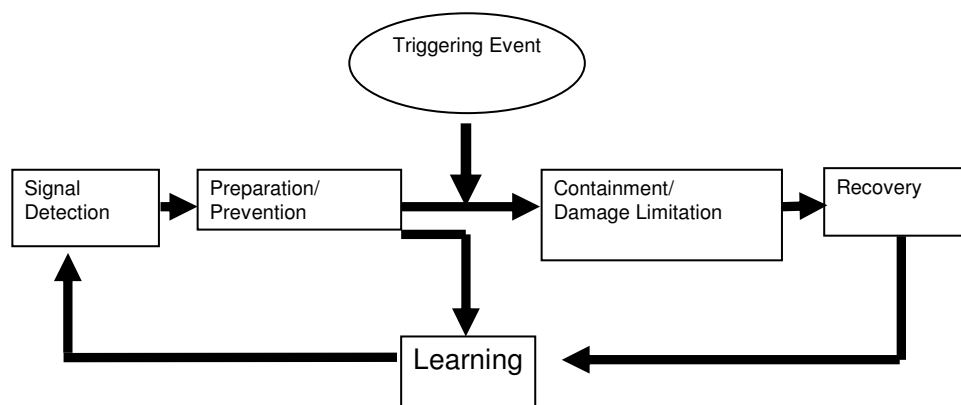 Triggering Event
Signal
Detection
Preparation/
Prevention
Containment/
Damage Limitation
Recovery
Learning